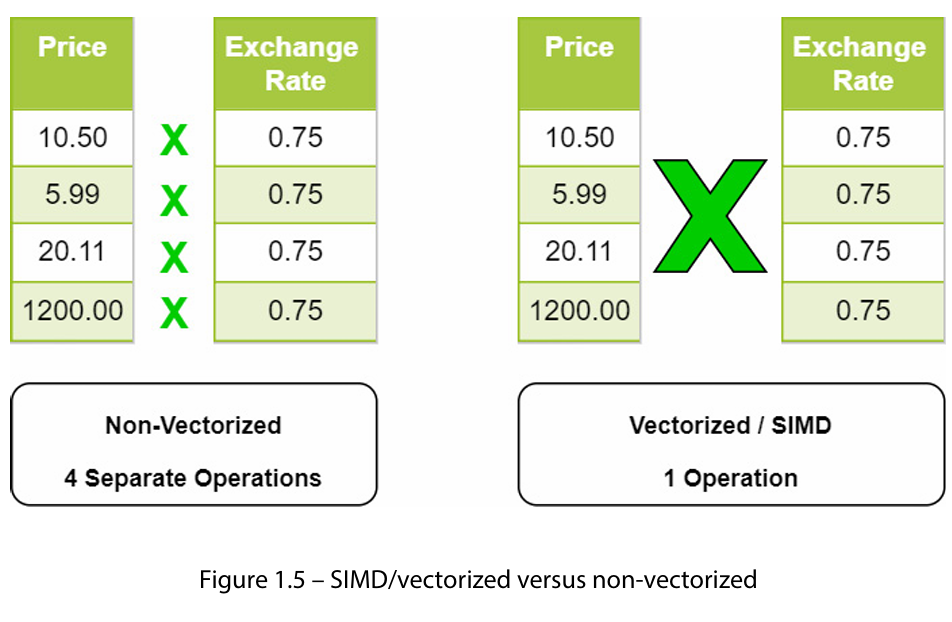 Price Exchange Rate Price Exchange Rate
10.50 X 0.75 10.50 0.75
5.99 X 0.75 5.99 X 0.75
20.11 X 0.75 20.11 0.75
1200.00 X 0.75 1200.00 0.75
Non-Vectorized
4 Separate Operations
Vectorized / SIMD
1 Operation
Figure 1.5 – SIMD/vectorized versus non-vectorized